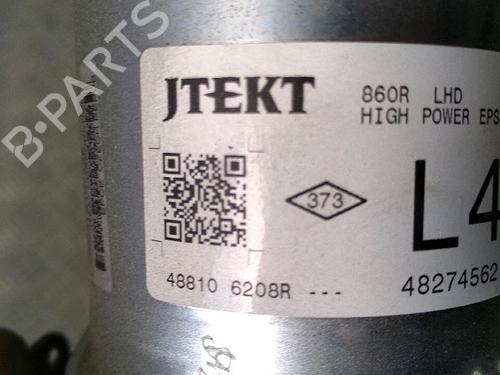 B-PARTS
JTEKT
860R LHD
HIGH POWER EPS
373
L4
48810 6208R ---
48274562